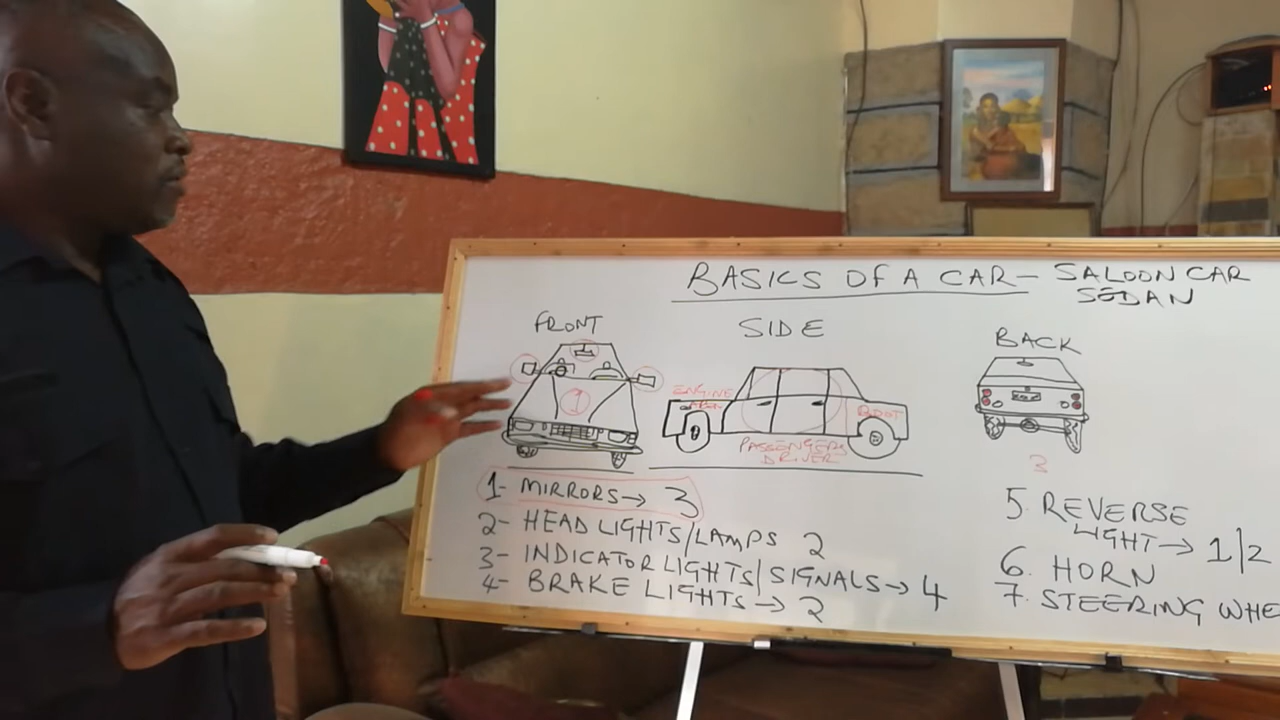 BASICS OF A CAR - SALOON CAR
SEDAN
FRONT
SIDE
BACK
1
ENGINE
BOOT
PASSENGERS
DRIVER
3
1- MIRRORS → 3
2- HEAD LIGHTS/LAMPS 2
3- INDICATOR LIGHTS/SIGNALS → 4
4- BRAKE LIGHTS → 2
5. REVERSE
LIGHT → 1/2
6. HORN
7. STEERING WHE